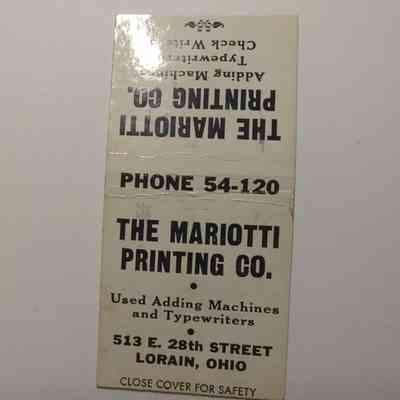 Check Write
Typewriters
Adding Machines
THE MARIOTTI
PRINTING CO.
PHONE 54-120
THE MARIOTTI
PRINTING CO.
Used Adding Machines
and Typewriters
513 E. 28th STREET
LORAIN, OHIO
CLOSE COVER FOR SAFETY